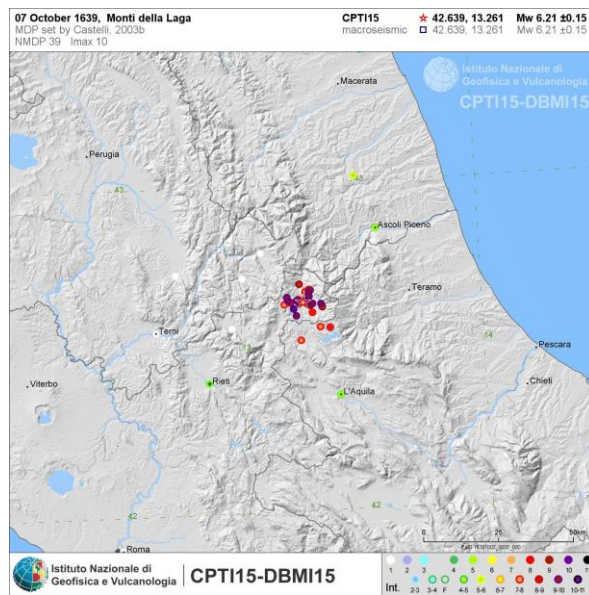 07 October 1639, Monti della Laga CPTI15 42.639, 13.261 Mw 6.21 ±0.15
MDP set by Castelli, 2003b macroseismic 42.639, 13.261 Mw 6.21 ±0.15
NMDP 39 Imax 10
Istituto Nazionale di
Geofisica e Vulcanologia
CPTI15-DBMI15
Macerata
Perugia
43
43
Ascoli Piceno
Teramo
Terni
13
14
Pescara
Viterbo
Rieti
L'Aquila
Chieti
42
42
Roma
0 50km
Istituto Nazionale di
Geofisica e Vulcanologia
CPTI15-DBMI15
1 2 3 4 5 6 7 8 9 10 11
Int. 2-3 3-4 F 4-5 5-6 6-7 7-8 8-9 9-10 10-11